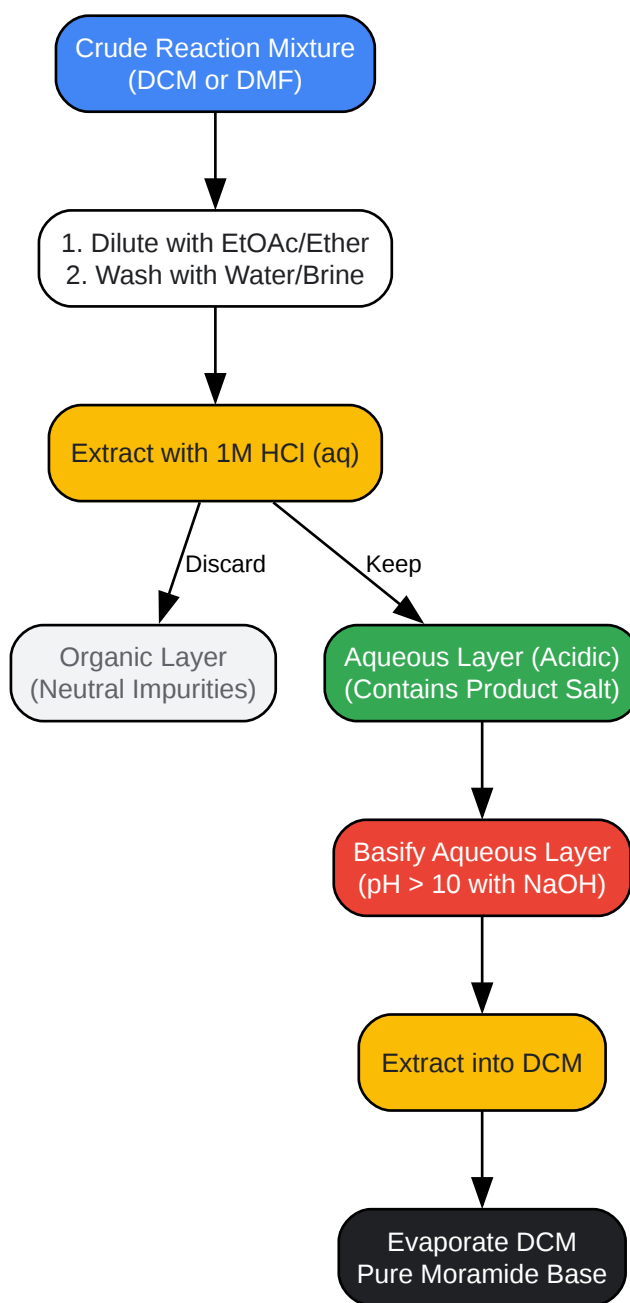 Crude Reaction Mixture
(DCM or DMF)
1. Dilute with EtOAc/Ether
2. Wash with Water/Brine
Extract with 1M HCl (aq)
Discard
Keep
Organic Layer
(Neutral Impurities)
Aqueous Layer (Acidic)
(Contains Product Salt)
Basify Aqueous Layer
(pH > 10 with NaOH)
Extract into DCM
Evaporate DCM
Pure Moramide Base